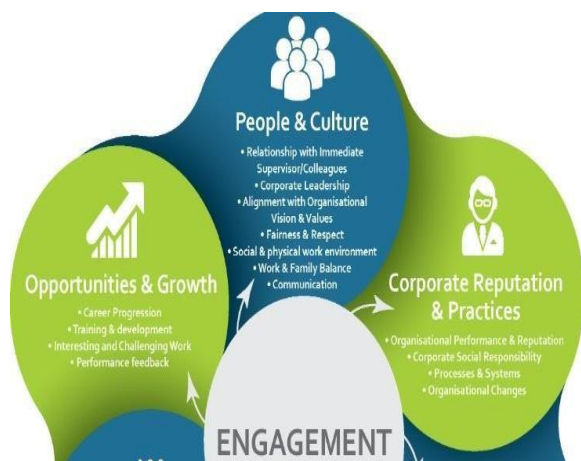 People & Culture
• Relationship with Immediate
Supervisor/Colleagues
• Corporate Leadership
• Alignment with Organisational
Vision & Values
• Fairness & Respect
• Social & physical work environment
• Work & Family Balance
• Communication
Opportunities & Growth
• Career Progression
• Training & development
• Interesting and Challenging Work
• Performance feedback
Corporate Reputation
& Practices
• Organisational Performance & Reputation
• Corporate Social Responsibility
• Processes & Systems
• Organisational Changes
ENGAGEMENT